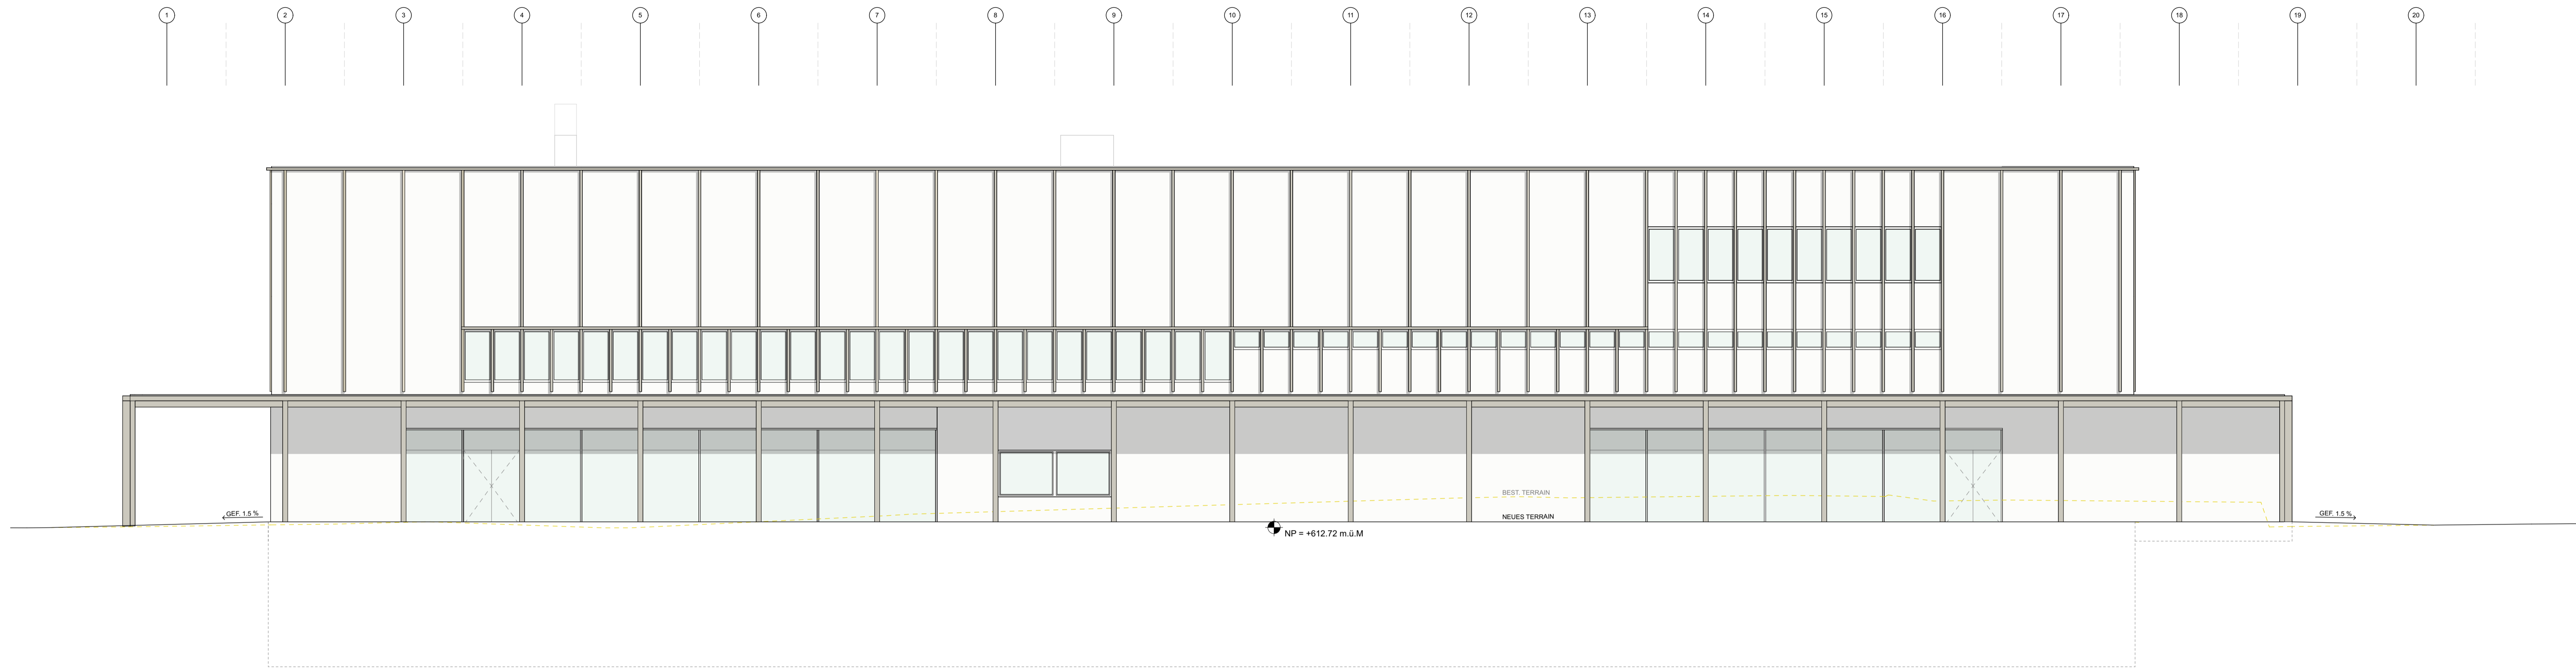 1 2 3 4 5 6 7 8 9 10 11 12 13 14 15 16 17 18 19 20
BEST. TERRAIN
GEF. 1.5 %
NEUES TERRAIN
GEF. 1.5 %
NP = +612.72 m.ü.M